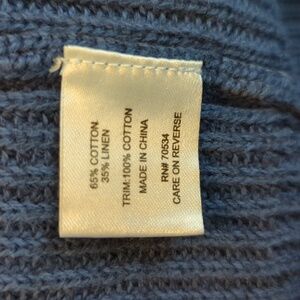 65% COTTON
35% LINEN
TRIM:100% COTTON
MADE IN CHINA
RN# 70534
CARE ON REVERSE